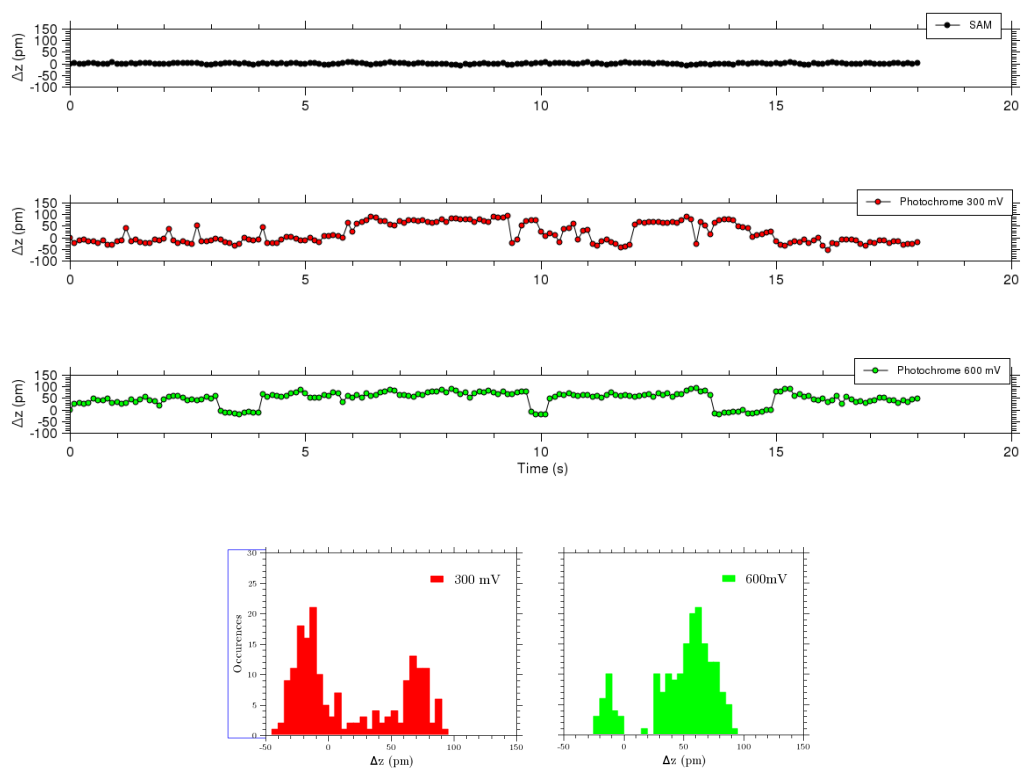 SAM
Δz (pm)
150
100
50
0
-50
-100
0 5 10 15 20
Photochrome 300 mV
Δz (pm)
150
100
50
0
-50
-100
0 5 10 15 20
Photochrome 600 mV
Δz (pm)
150
100
50
0
-50
-100
0 5 10 15 20
Time (s)
300 mV
Occurences
30
25
20
15
10
5
0
-50 0 50 100 150
Δz (pm)
600mV
-50 0 50 100 150
Δz (pm)